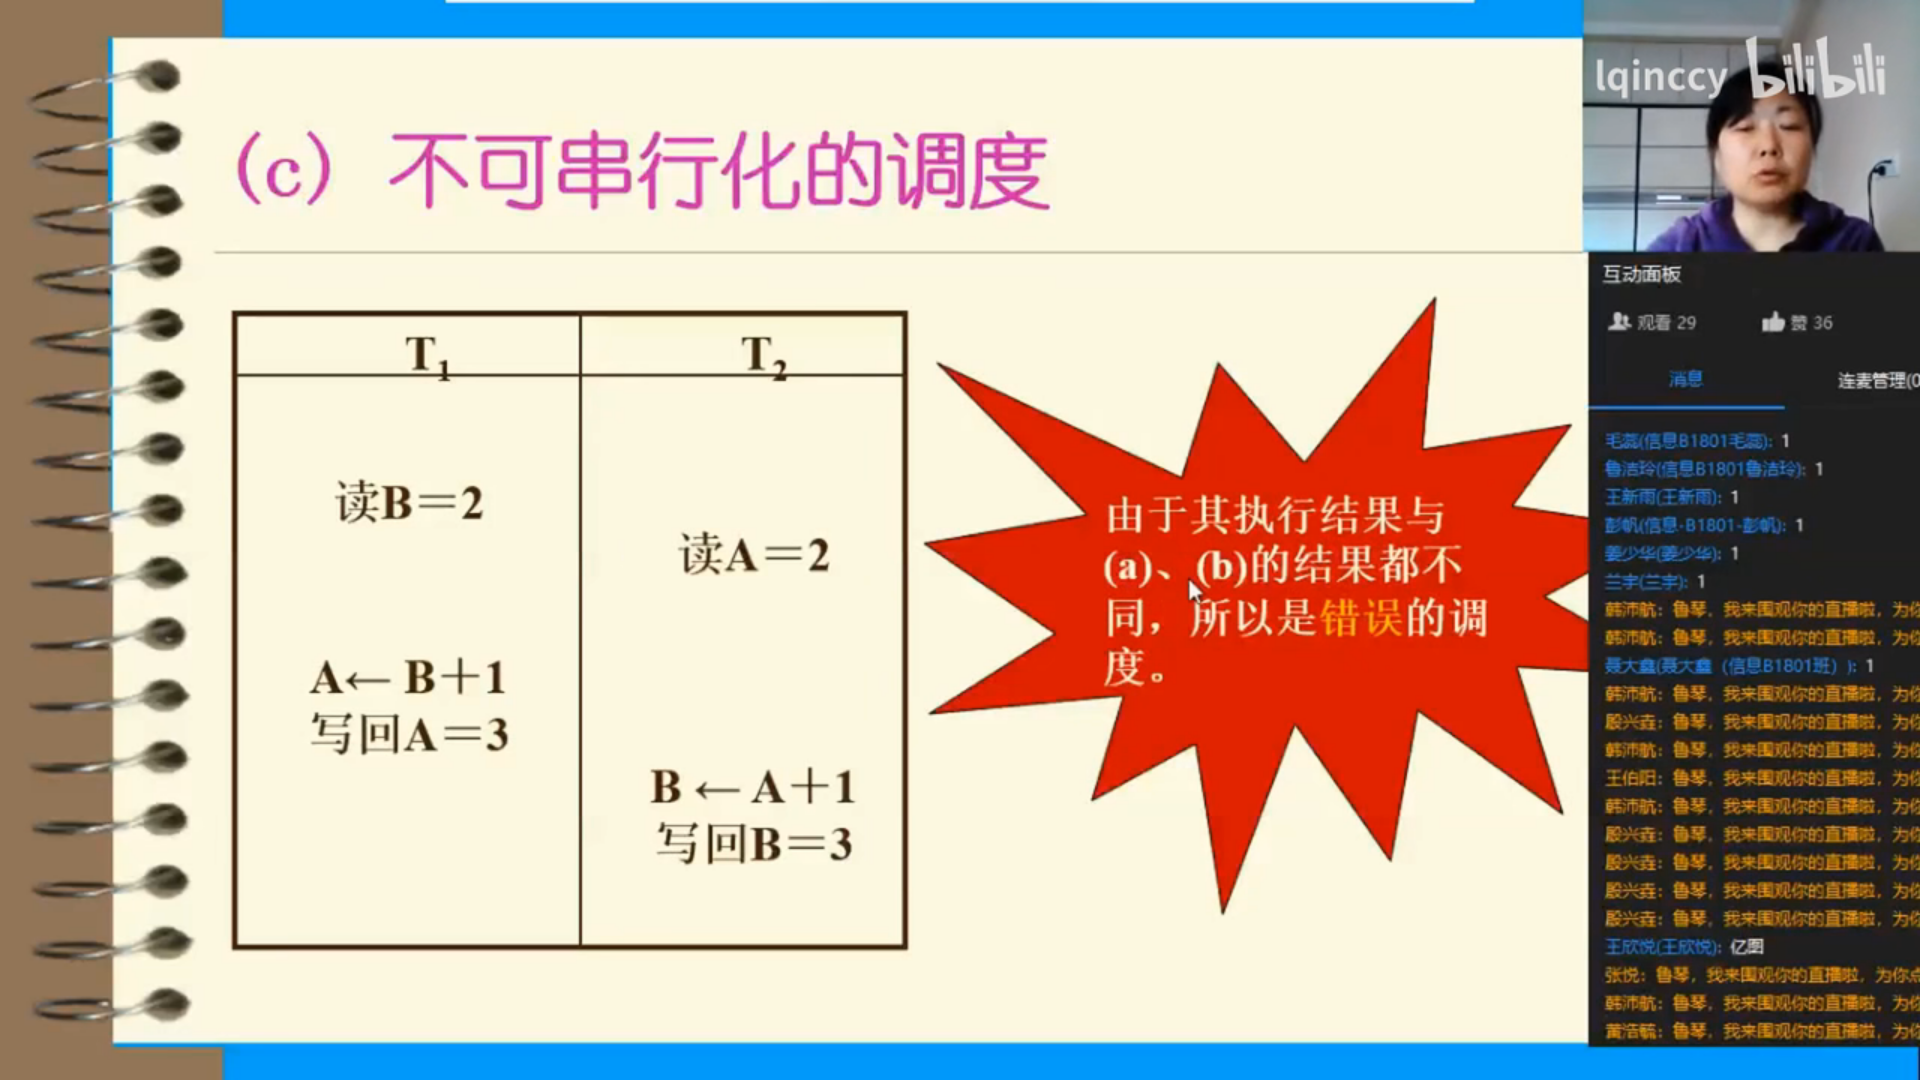 (c) 不可串行化的调度
T1
T2
读B＝2
读A＝2
A← B＋1
写回A＝3
B ← A＋1
写回B＝3
由于其执行结果与
(a)、(b)的结果都不
同，所以是错误的调
度。
lqinccy bilibili
互动面板
观看 29
赞 36
消息
连麦管理(0
毛蕊(信息B1801毛蕊): 1
鲁洁玲(信息B1801鲁洁玲): 1
王新雨(王新雨): 1
彭帆(信息-B1801-彭帆): 1
姜少华(姜少华): 1
兰宇(兰宇): 1
韩沛航: 鲁琴，我来围观你的直播啦，为你
韩沛航: 鲁琴，我来围观你的直播啦，为你
聂大鑫(聂大鑫（信息B1801班）): 1
韩沛航: 鲁琴，我来围观你的直播啦，为你
殷兴垚: 鲁琴，我来围观你的直播啦，为你
韩沛航: 鲁琴，我来围观你的直播啦，为你
王伯阳: 鲁琴，我来围观你的直播啦，为你
韩沛航: 鲁琴，我来围观你的直播啦，为你
殷兴垚: 鲁琴，我来围观你的直播啦，为你
殷兴垚: 鲁琴，我来围观你的直播啦，为你
殷兴垚: 鲁琴，我来围观你的直播啦，为你
殷兴垚: 鲁琴，我来围观你的直播啦，为你
王欣悦(王欣悦): 亿图
张悦: 鲁琴，我来围观你的直播啦，为你点
韩沛航: 鲁琴，我来围观你的直播啦，为你
黄浩毓: 鲁琴，我来围观你的直播啦，为你